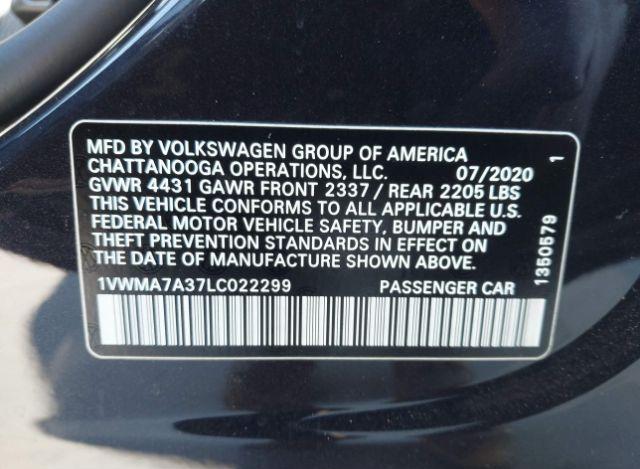 MFD BY VOLKSWAGEN GROUP OF AMERICA
CHATTANOOGA OPERATIONS, LLC. 07/2020
GVWR 4431 GAWR FRONT 2337 / REAR 2205 LBS
THIS VEHICLE CONFORMS TO ALL APPLICABLE U.S.
FEDERAL MOTOR VEHICLE SAFETY, BUMPER AND
THEFT PREVENTION STANDARDS IN EFFECT ON
THE DATE OF MANUFACTURE SHOWN ABOVE.
1VWMA7A37LC022299 PASSENGER CAR
1350579 1